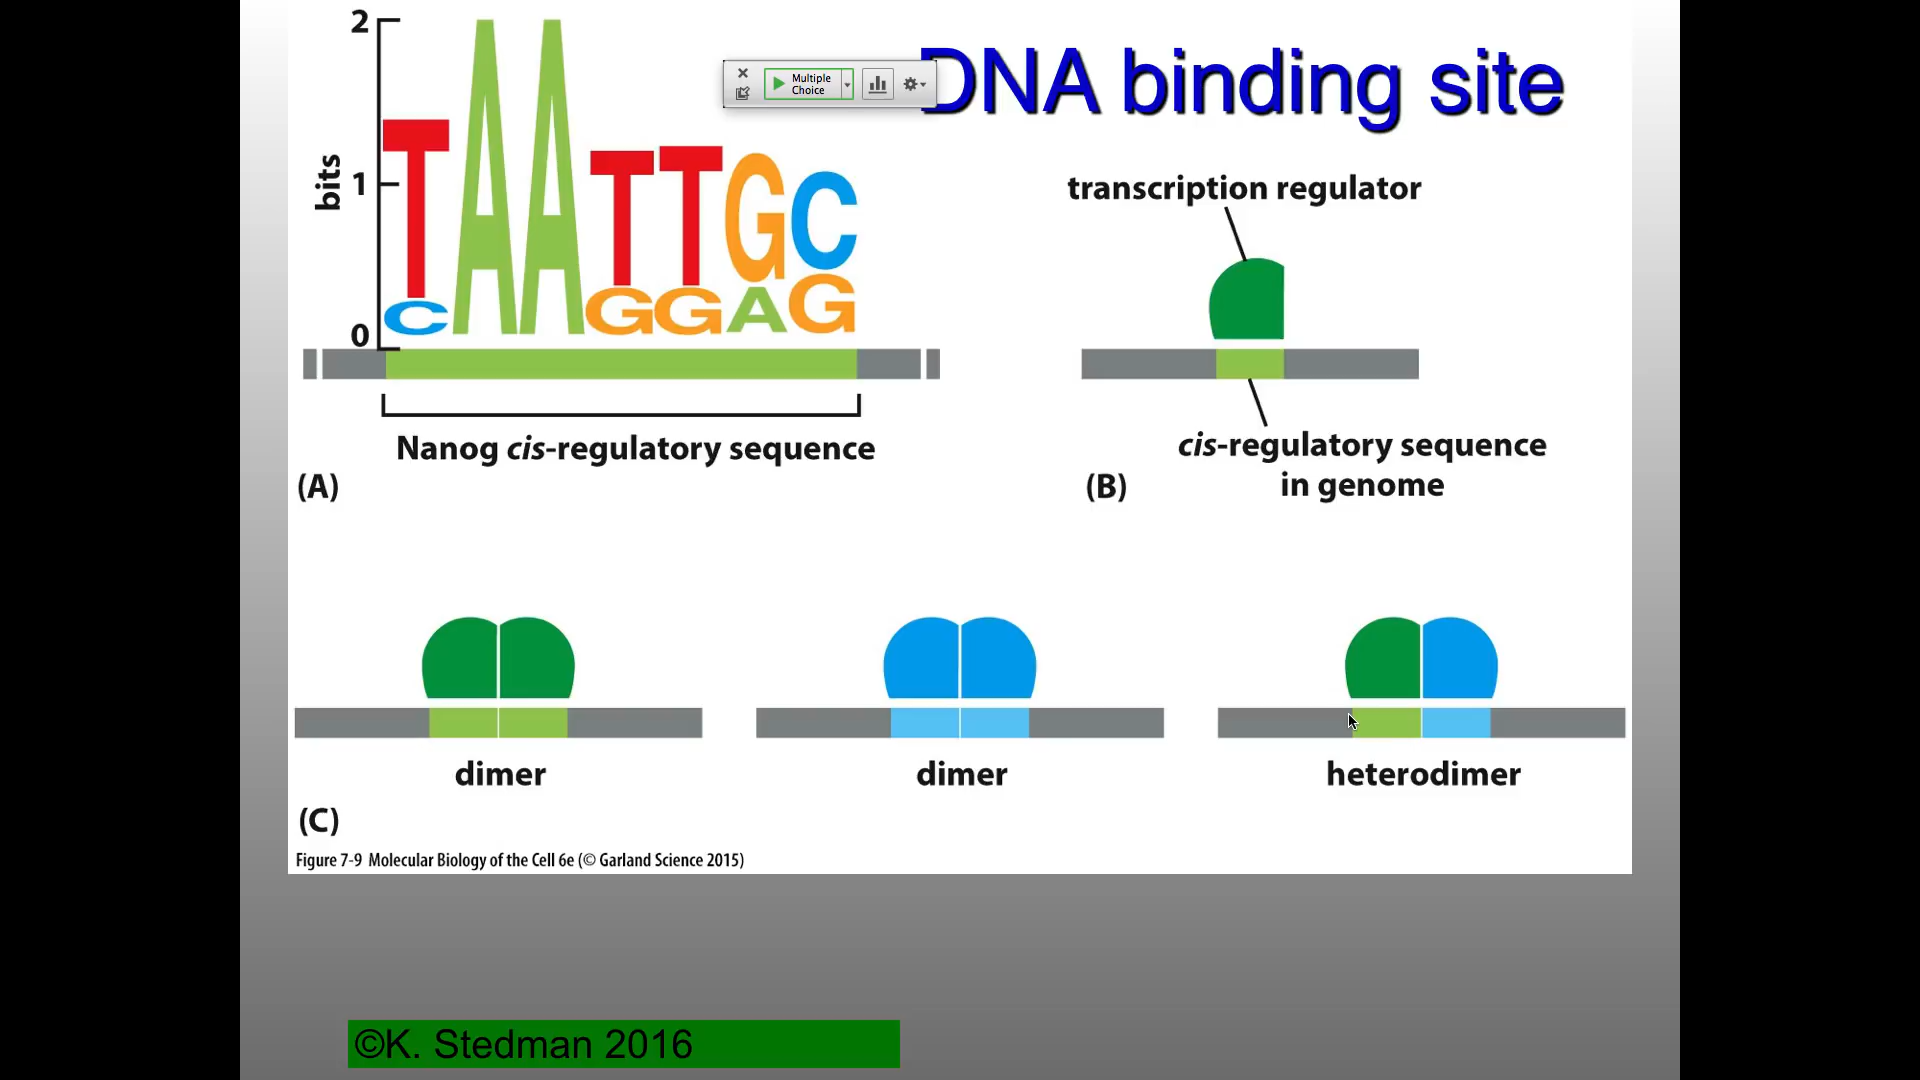 DNA binding site
Multiple
Choice
2
bits
1
0
TAATTGC
CGGAG
Nanog cis-regulatory sequence
(A)
transcription regulator
cis-regulatory sequence
in genome
(B)
dimer
dimer
heterodimer
(C)
Figure 7-9 Molecular Biology of the Cell 6e (© Garland Science 2015)
©K. Stedman 2016